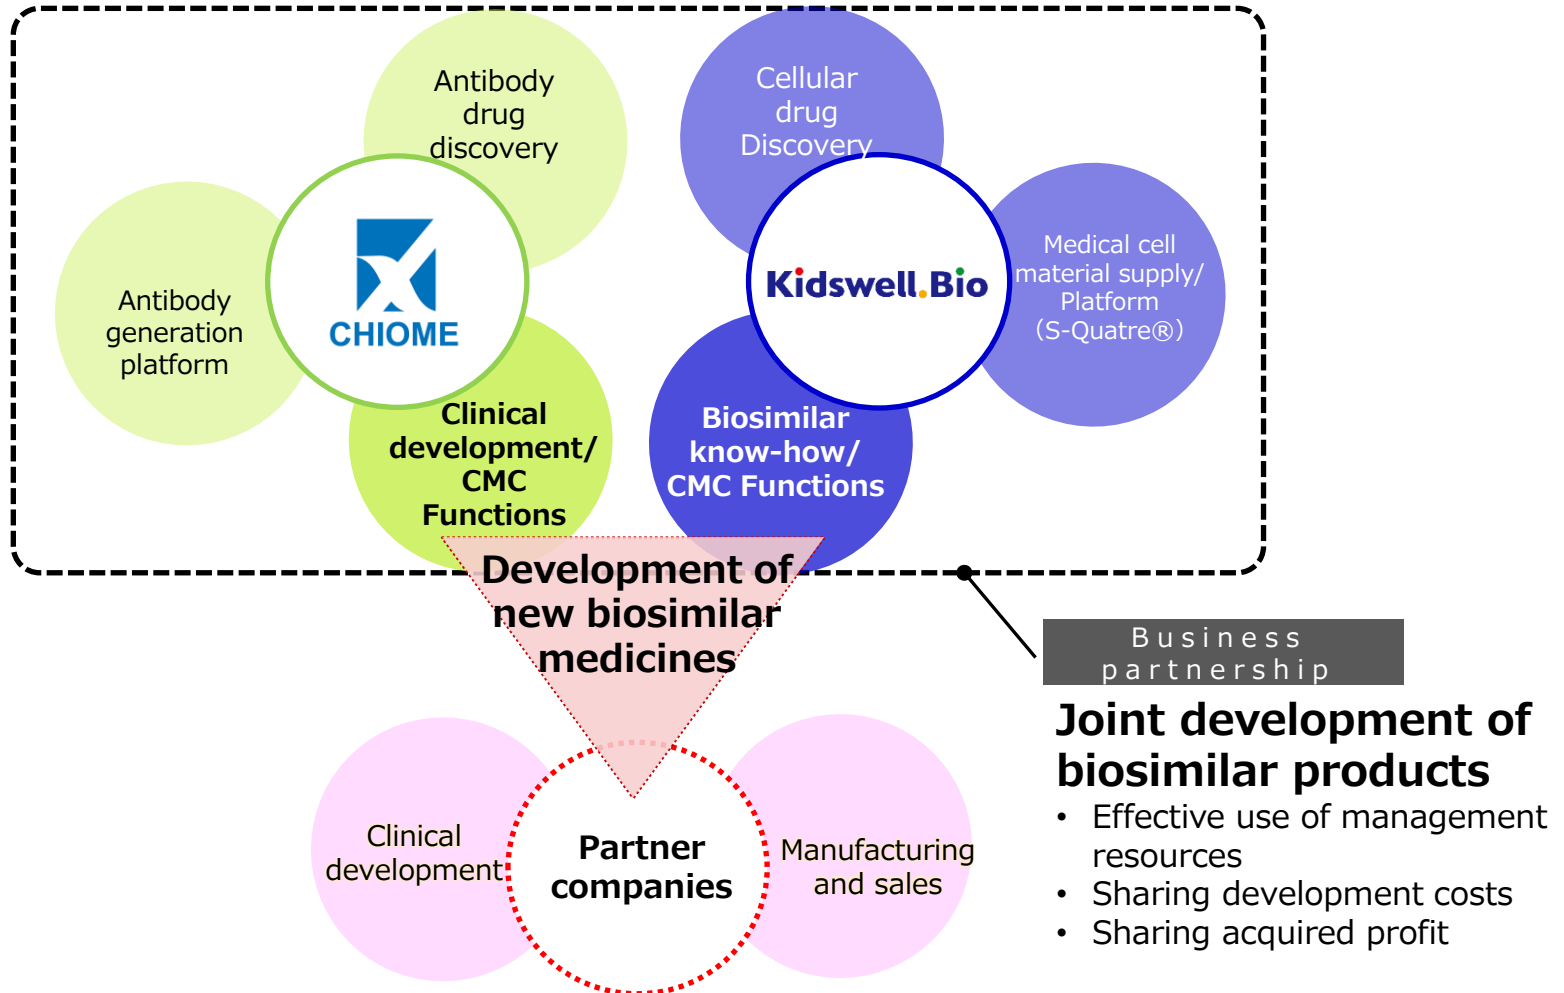 Antibody
drug
discovery
Cellular
drug
Discovery
Antibody
generation
platform
CHIOME
Kidswell.Bio
Medical cell
material supply/
Platform
(S-Quatre®)
Clinical
development/
CMC
Functions
Biosimilar
know-how/
CMC Functions
Development of
new biosimilar
medicines
Business
partnership
Joint development of
biosimilar products
• Effective use of management
resources
• Sharing development costs
• Sharing acquired profit
Clinical
development
Partner
companies
Manufacturing
and sales